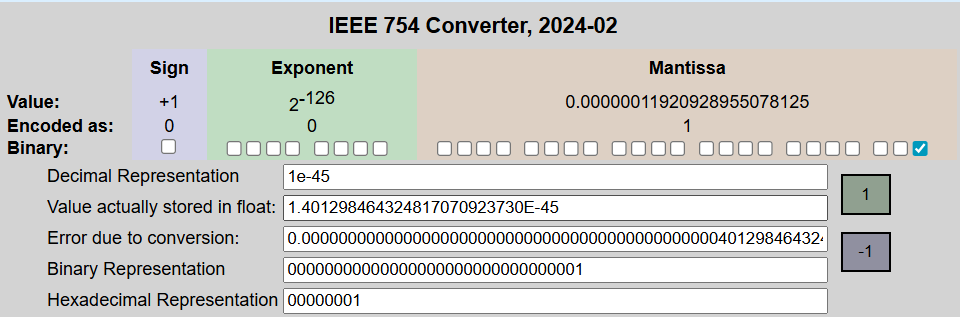 IEEE 754 Converter, 2024-02
Sign Exponent Mantissa
Value: +1 2-126 0.00000011920928955078125
Encoded as: 0 0 1
Binary:
Decimal Representation 1e-45
Value actually stored in float: 1.401298464324817070923730E-45 1
Error due to conversion: 0.000000000000000000000000000000000000000000000401298464324
Binary Representation 00000000000000000000000000000001 -1
Hexadecimal Representation 00000001